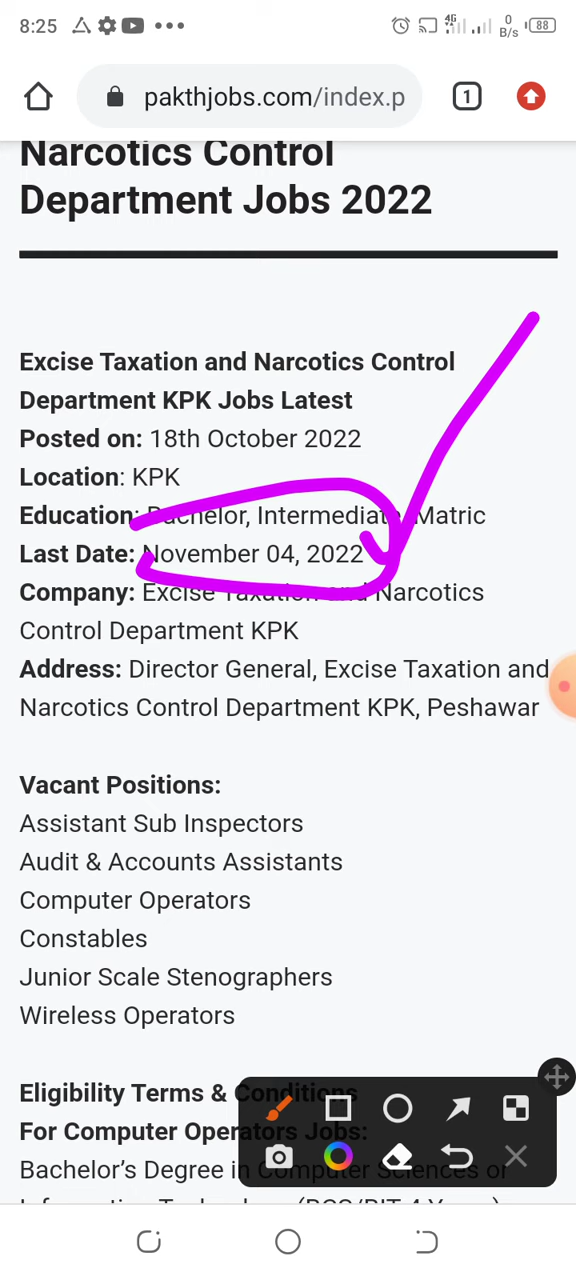 8:25
4G
0
B/s
88
pakthjobs.com/index.p
1
Narcotics Control
Department Jobs 2022
Excise Taxation and Narcotics Control
Department KPK Jobs Latest
Posted on: 18th October 2022
Location: KPK
Education: Bachelor, Intermediate, Matric
Last Date: November 04, 2022
Company: Excise Taxation and Narcotics
Control Department KPK
Address: Director General, Excise Taxation and
Narcotics Control Department KPK, Peshawar
Vacant Positions:
Assistant Sub Inspectors
Audit & Accounts Assistants
Computer Operators
Constables
Junior Scale Stenographers
Wireless Operators
Eligibility Terms & Conditions
For Computer Operators Jobs:
Bachelor's Degree in Computer Sciences or